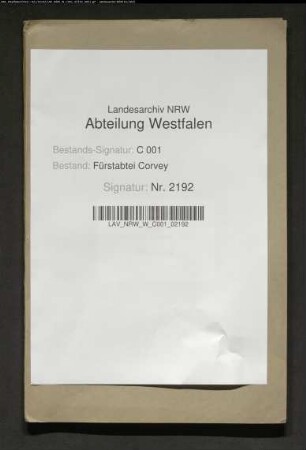 Landesarchiv NRW
Abteilung Westfalen
Bestands-Signatur: C 001
Bestand: Fürstabtei Corvey
Signatur: Nr. 2192
LAV_NRW_W_C001_02192